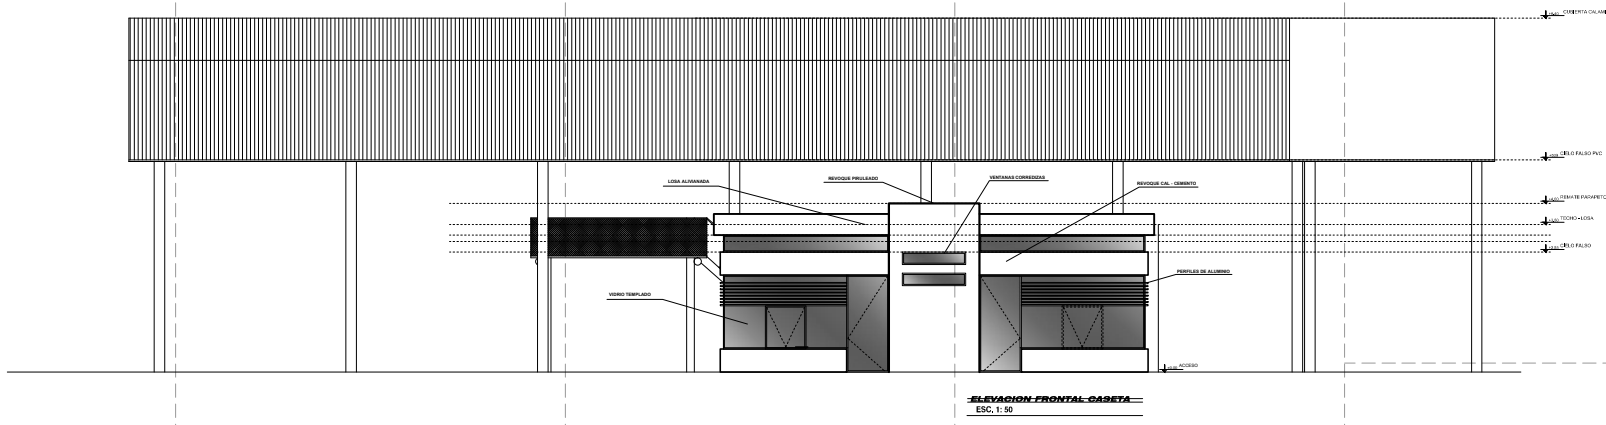 CUBIERTA CALAMI
CIELO FALSO PVC
LOSA ALIVIANADA
REVOQUE PIRULEADO
VENTANAS CORREDIZAS
REVOQUE CAL - CEMENTO
REMATE PARAPETO
TECHO - LOSA
CIELO FALSO
PERFILES DE ALUMINIO
VIDRIO TEMPLADO
ACCESO
ELEVACION FRONTAL CASETA
ESC, 1: 50